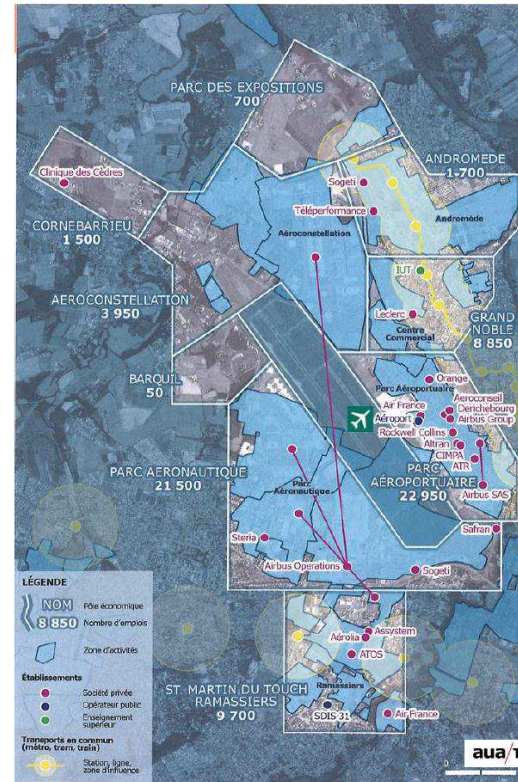 PARC DES EXPOSITIONS
700
ANDROMEDE
1 700
Clinique des Cèdres
Sogeti
Téléperformance
Andromède
Aéroconstellation
CORNEBARRIEU
1 500
IUT
AEROCONSTELLATION
3 950
Leclerc
Centre
Commercial
GRAND
NOBLE
8 850
BARQUIL
50
Orange
Parc Aéroportuaire
Aeroconseil
Air France
Derichebourg
Aéroport
Airbus Group
Rockwell Collins
Altran
CIMPA
ATR
PARC AERONAUTIQUE
21 500
PARC
AÉROPORTUAIRE
22 950
Parc
Aéronautique
Airbus SAS
Safran
Steria
Airbus Operations
Sogeti
LÉGENDE
NOM
8 850
Pôle économique
Nombre d'emplois
Zone d'activités
Établissements
Société privée
Opérateur public
Enseignement
supérieur
Transports en commun
(métro, tram, train)
Station, ligne,
zone d'influence
Assystem
Aérolia
ATOS
ST. MARTIN DU TOUCH
RAMASSIERS
9 700
Ramassiers
SDIS 31
Air France
0
aua/T